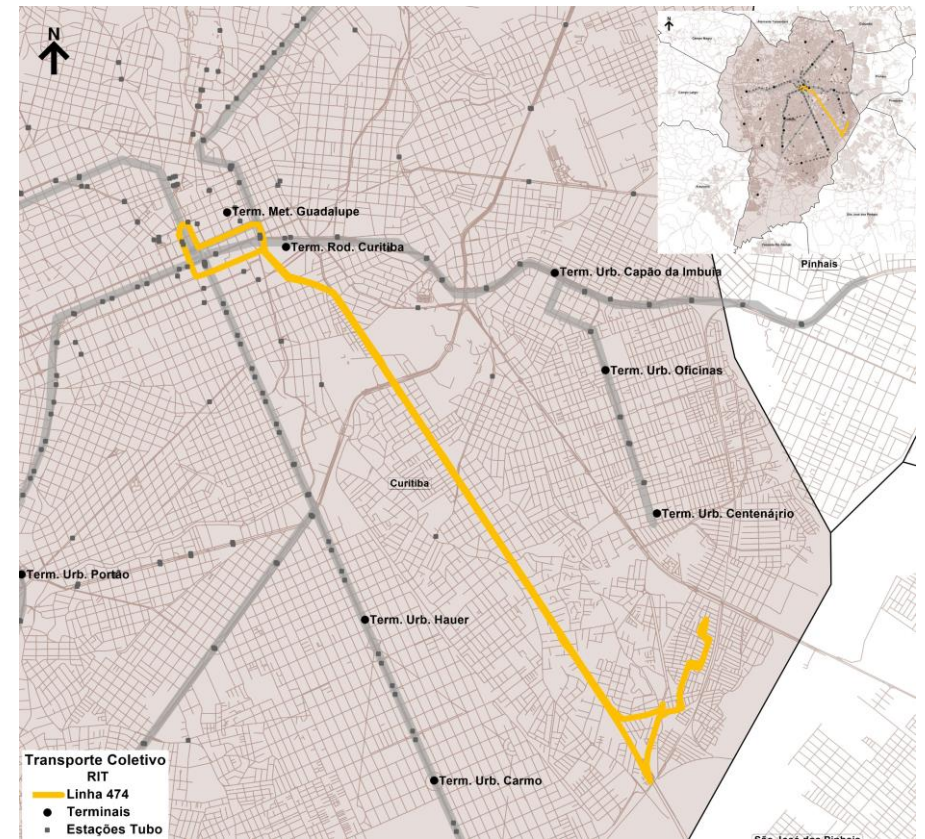 N
Term. Met. Guadalupe
Term. Rod. Curitiba
Term. Urb. Capão da Imbuia
Pinhais
Term. Urb. Oficinas
Curitiba
Term. Urb. Centená¡rio
Term. Urb. Portão
Term. Urb. Hauer
Term. Urb. Carmo
Transporte Coletivo
RIT
Linha 474
Terminais
Estações Tubo
São José dos Pinhais